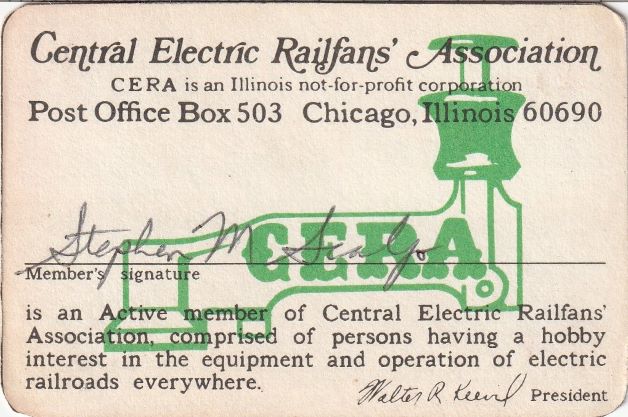 Central Electric Railfans' Association
CERA is an Illinois not-for-profit corporation
Post Office Box 503 Chicago, Illinois 60690
Stephen M Scalzo
CERA
Member's signature
is an Active member of Central Electric Railfans'
Association, comprised of persons having a hobby
interest in the equipment and operation of electric
railroads everywhere.
Walter R Keevil President